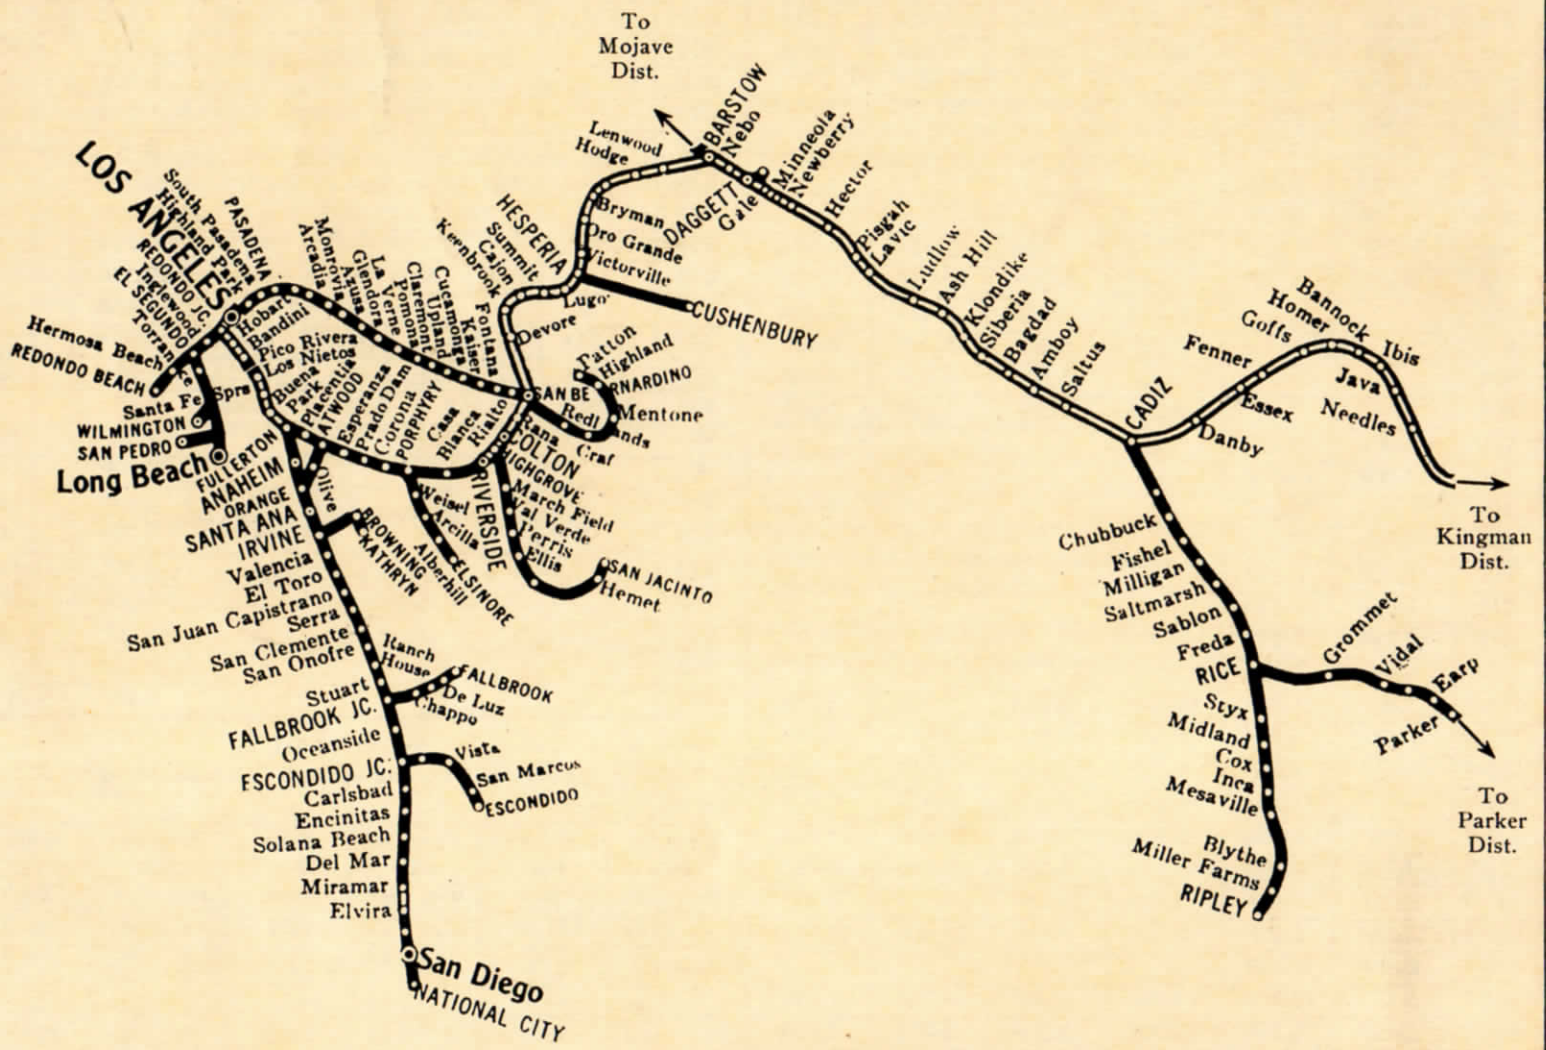 To
Mojave
Dist.
BARSTOW
Nebo
Lenwood
Hodge
DAGGETT
Gale
Minneola
Newberry
Hector
Pisgah
Lavic
Ludlow
Ash Hill
Klondike
Siberia
Bagdad
Amboy
Saltus
CADIZ
Danby
Essex
Fenner
Goffs
Homer
Bannock
Ibis
Java
Needles
To
Kingman
Dist.
HESPERIA
Bryman
Oro Grande
Victorville
Lugo
CUSHENBURY
Summit
Cajon
Keenbrook
Devore
LOS ANGELES
South Pasadena
Highland Park
PASADENA
REDONDO JC.
Inglewood
EL SEGUNDO
Torran
ce
Hermosa Beach
REDONDO BEACH
Santa Fe Sprs
WILMINGTON
SAN PEDRO
Long Beach
Arcadia
Monrovia
Azusa
Glendora
La Verne
Pomona
Claremont
Upland
Cucamonga
Kaiser
Fontana
Hobart
Bandini
Pico Rivera
Los Nietos
Buena
Park
Placentia
ATWOOD
Esperanza
Prado Dam
Corona
PORPHYRY
Casa
Blanca
Rialto
SAN BE
RNARDINO
Patton
Highland
Mentone
Redl
ands
Craf
Rana
COLTON
HIGHGROVE
RIVERSIDE
March Field
Val Verde
Perris
Ellis
SAN JACINTO
Hemet
Weisel
Arcilla
Alberhill
ELSINORE
FULLERTON
ANAHEIM
ORANGE
Olive
SANTA ANA
IRVINE
BROWNING
KATHRYN
Valencia
El Toro
San Juan Capistrano
Serra
San Clemente
San Onofre
Ranch
House
FALLBROOK
De Luz
Chappo
Stuart
FALLBROOK JC.
Oceanside
Vista
San Marcos
ESCONDIDO
ESCONDIDO JC.
Carlsbad
Encinitas
Solana Beach
Del Mar
Miramar
Elvira
San Diego
NATIONAL CITY
Chubbuck
Fishel
Milligan
Saltmarsh
Sablon
Freda
RICE
Grommet
Vidal
Earp
Parker
To
Parker
Dist.
Styx
Midland
Cox
Inca
Mesaville
Blythe
Miller Farms
RIPLEY